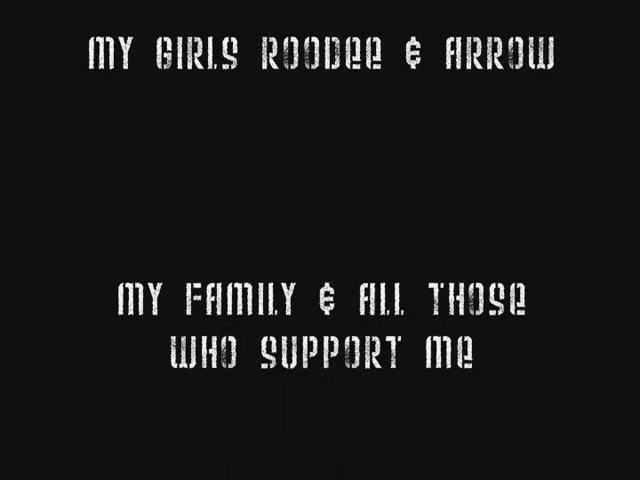 MY GIRLS ROODEE & ARROW
MY FAMILY & ALL THOSE
WHO SUPPORT ME